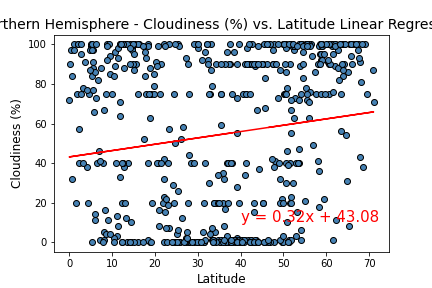 rthern Hemisphere - Cloudiness (%) vs. Latitude Linear Regres
100
80
60
40
20
0
Cloudiness (%)
y = 0.32x + 43.08
0 10 20 30 40 50 60 70
Latitude